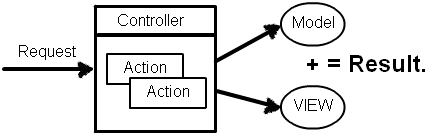 Controller
Model
Request
Action
Action
+ = Result.
VIEW